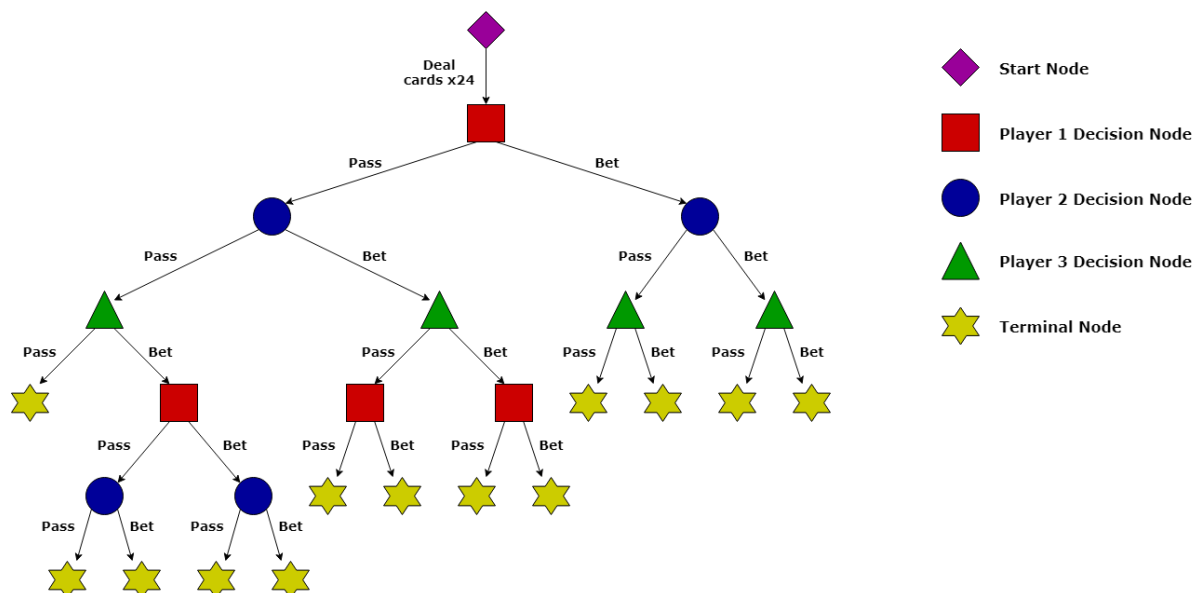 Deal
cards x24
Start Node
Player 1 Decision Node
Pass
Bet
Player 2 Decision Node
Pass
Bet
Pass
Bet
Player 3 Decision Node
Terminal Node
Pass
Bet
Pass
Bet
Pass
Bet
Pass
Bet
Pass
Bet
Pass
Bet
Pass
Bet
Pass
Bet
Pass
Bet